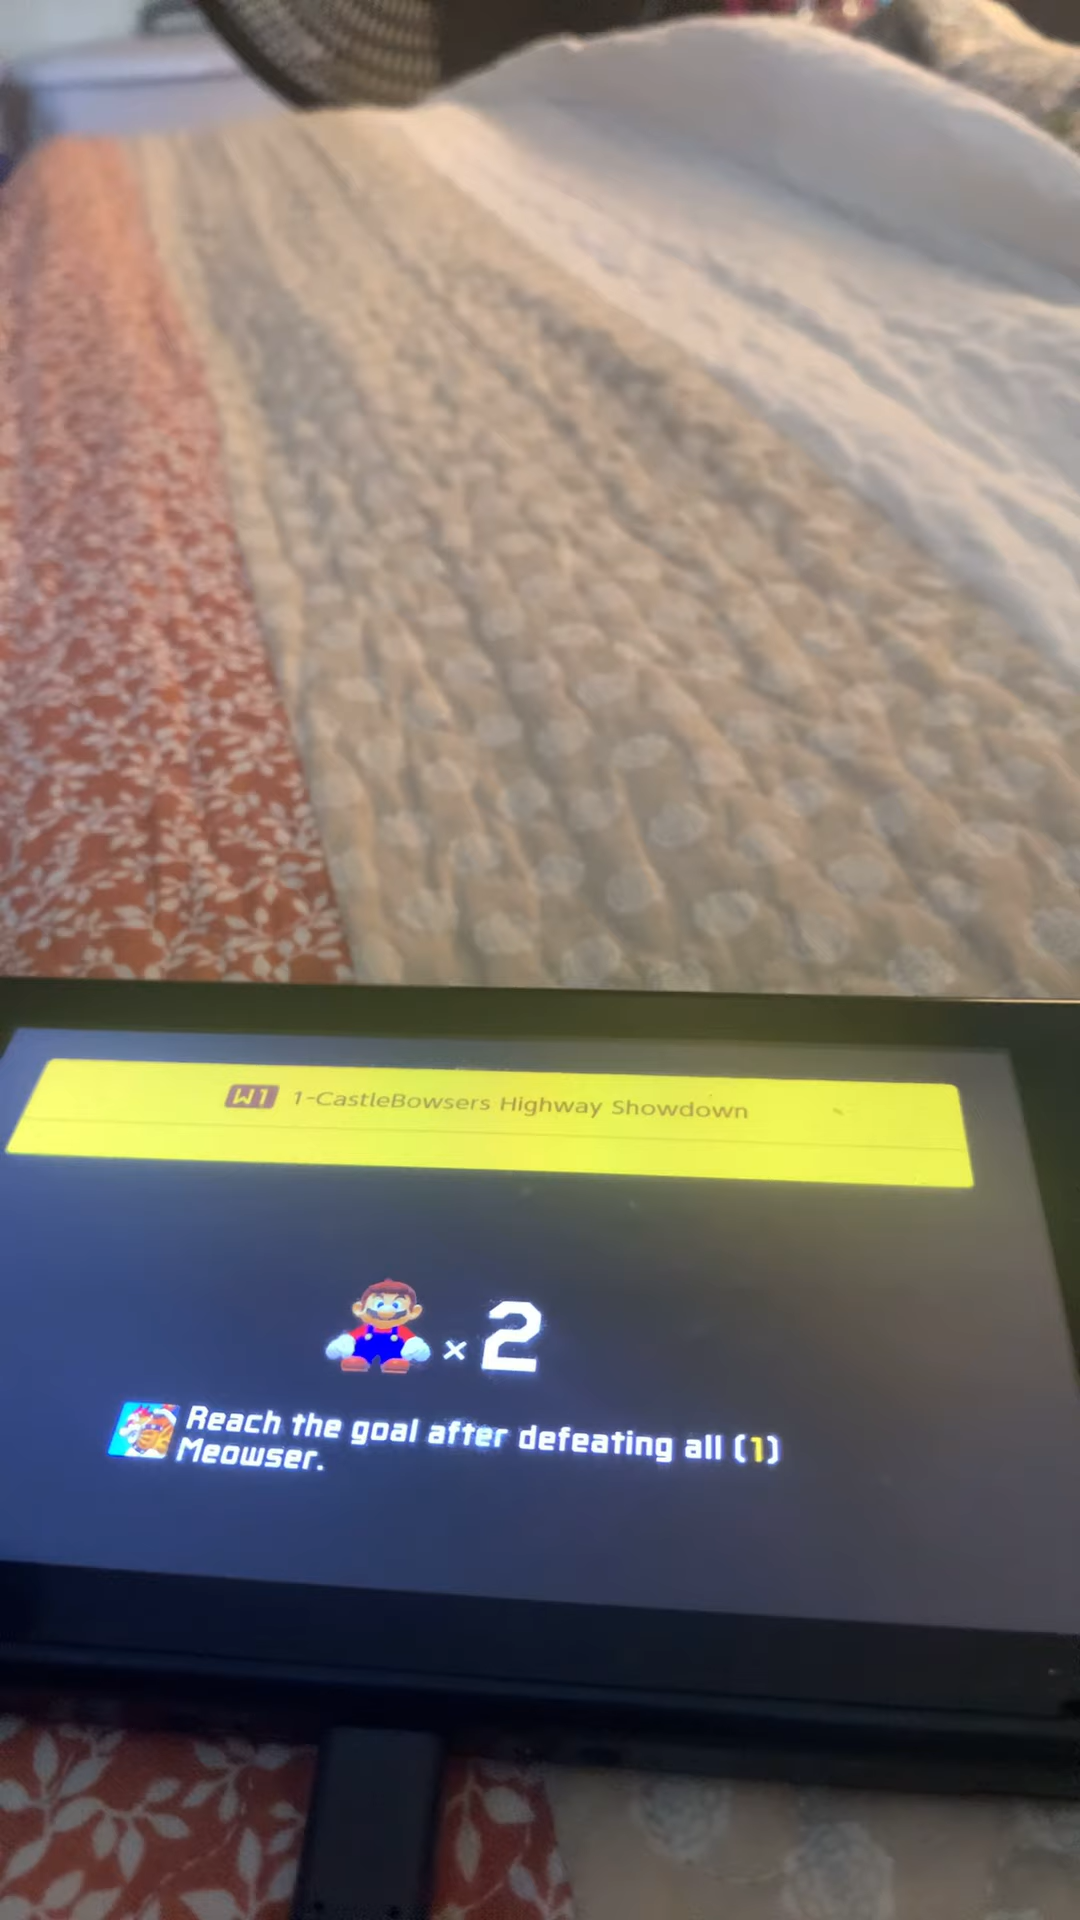 W1 1-CastleBowsers Highway Showdown
× 2
Reach the goal after defeating all (1)
Meowser.